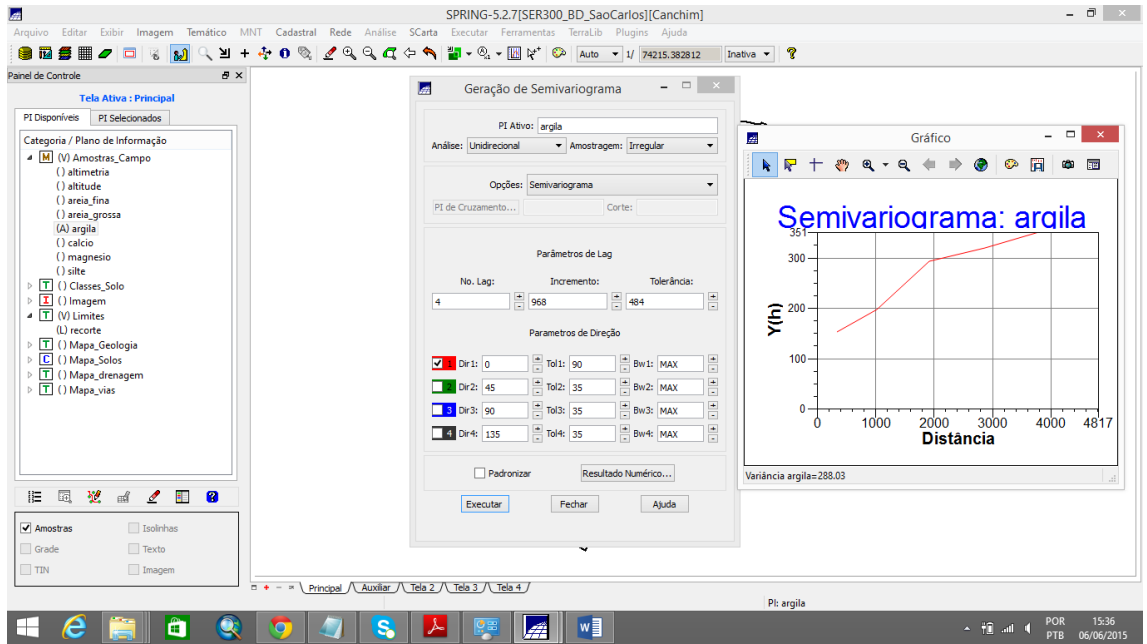 SPRING-5.2.7[SER300_BD_SaoCarlos][Canchim]
Arquivo Editar Exibir Imagem Temático MNT Cadastral Rede Análise SCarta Executar Ferramentas TerraLib Plugins Ajuda
Auto 1/ 74215.382812 Inativa
Painel de Controle
Tela Ativa : Principal
PI Disponíveis PI Selecionados
Categoria / Plano de Informação
M (V) Amostras_Campo
() altimetria
() altitude
() areia_fina
() areia_grossa
(A) argila
() calcio
() magnesio
() silte
T () Classes_Solo
I () Imagem
T (V) Limites
(L) recorte
T () Mapa_Geologia
C () Mapa_Solos
T () Mapa_drenagem
T () Mapa_vias
Amostras Isolinhas
Grade Texto
TIN Imagem
Geração de Semivariograma
PI Ativo: argila
Análise: Unidirecional Amostragem: Irregular
Opções: Semivariograma
PI de Cruzamento... Corte:
Parâmetros de Lag
No. Lag: Incremento: Tolerância:
4 968 484
Parametros de Direção
1 Dir1: 0 Tol1: 90 Bw1: MAX
2 Dir2: 45 Tol2: 35 Bw2: MAX
3 Dir3: 90 Tol3: 35 Bw3: MAX
4 Dir4: 135 Tol4: 35 Bw4: MAX
Padronizar Resultado Numérico...
Executar Fechar Ajuda
Gráfico
Semivariograma: argila
351
300
200
100
0
Y(h)
0 1000 2000 3000 4000 4817
Distância
Variância argila=288.03
Principal Auxiliar Tela 2 Tela 3 Tela 4
PI: argila
POR 15:36
PTB 06/06/2015